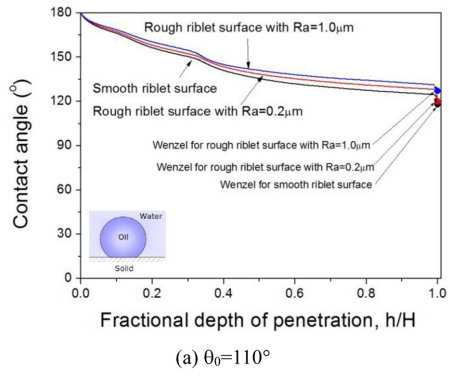 180
150
120
90
60
30
0
Contact angle (°)
Rough riblet surface with Ra=1.0μm
Smooth riblet surface
Rough riblet surface with Ra=0.2μm
Wenzel for rough riblet surface with Ra=1.0μm
Wenzel for rough riblet surface with Ra=0.2μm
Wenzel for smooth riblet surface
Water
Oil
Solid
0.0 0.2 0.4 0.6 0.8 1.0
Fractional depth of penetration, h/H
(a) θ₀=110°